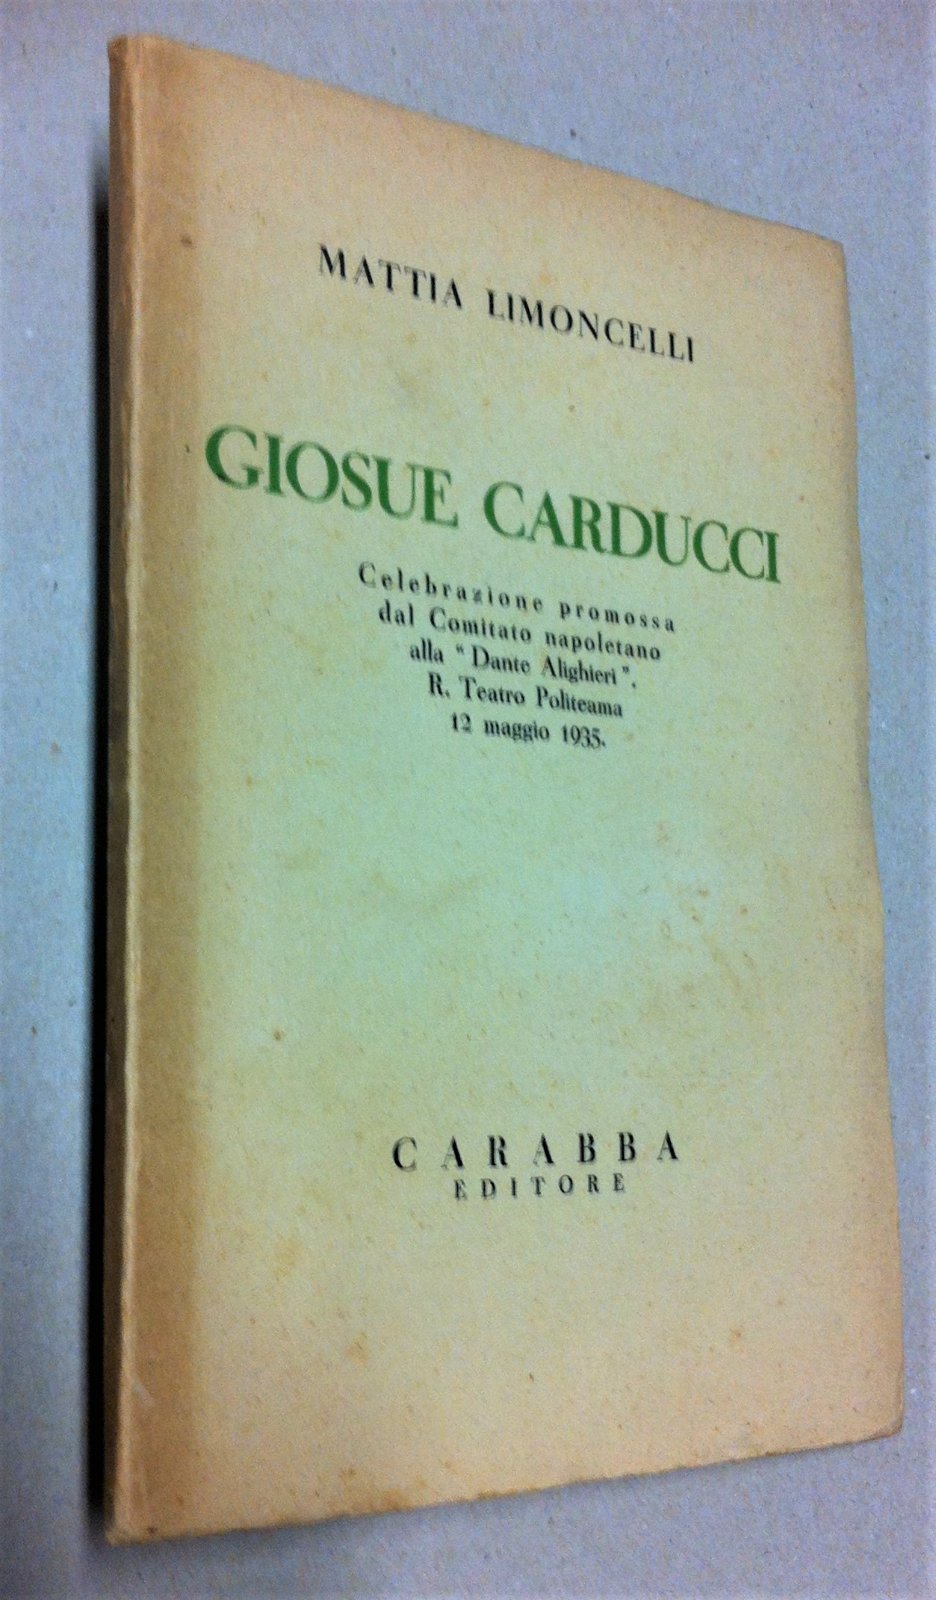 MATTIA LIMONCELLI
GIOSUE CARDUCCI
Celebrazione promossa
dal Comitato napoletano
alla "Dante Alighieri".
R. Teatro Politeama
12 maggio 1935.
CARABBA
EDITORE